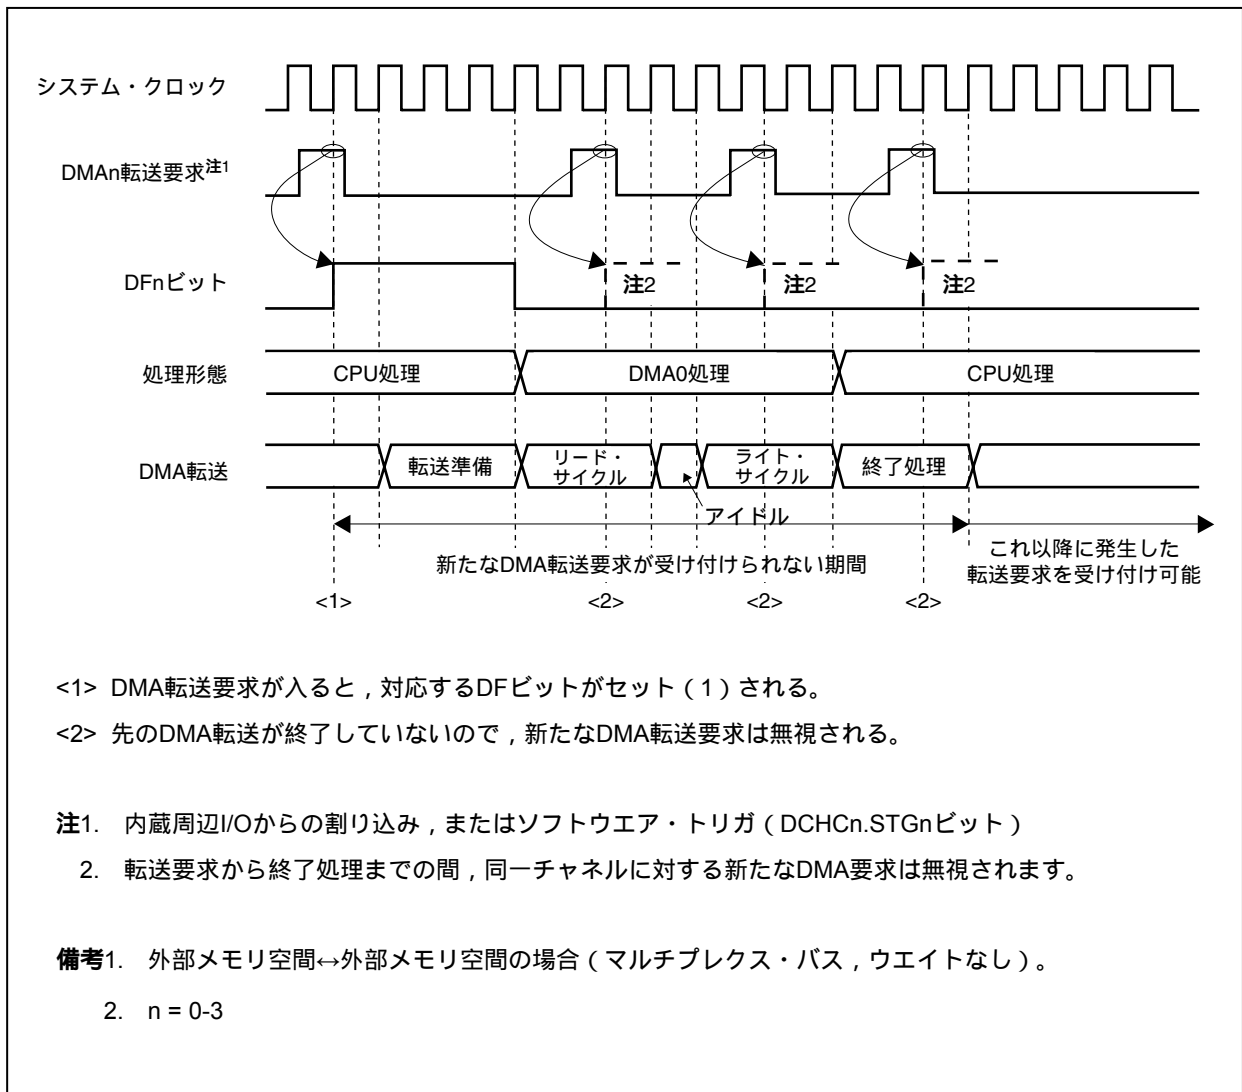 システム・クロック
DMAn転送要求注1
DFnビット
注2 注2 注2
処理形態 CPU処理 DMA0処理 CPU処理
DMA転送 転送準備 リード・サイクル ライト・サイクル 終了処理
アイドル
新たなDMA転送要求が受け付けられない期間
これ以降に発生した
転送要求を受け付け可能
<1> <2> <2> <2>
<1> DMA転送要求が入ると，対応するDFビットがセット（1）される。
<2> 先のDMA転送が終了していないので，新たなDMA転送要求は無視される。
注1. 内蔵周辺I/Oからの割り込み，またはソフトウエア・トリガ（DCHCn.STGnビット）
2. 転送要求から終了処理までの間，同一チャネルに対する新たなDMA要求は無視されます。
備考1. 外部メモリ空間↔外部メモリ空間の場合（マルチプレクス・バス，ウエイトなし）。
2. n = 0-3